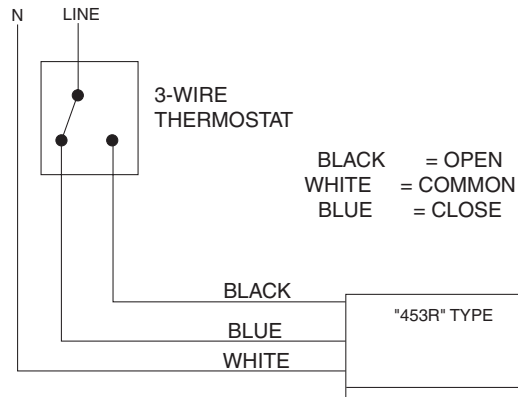 N LINE
3-WIRE
THERMOSTAT
BLACK = OPEN
WHITE = COMMON
BLUE = CLOSE
BLACK
"453R" TYPE
BLUE
WHITE